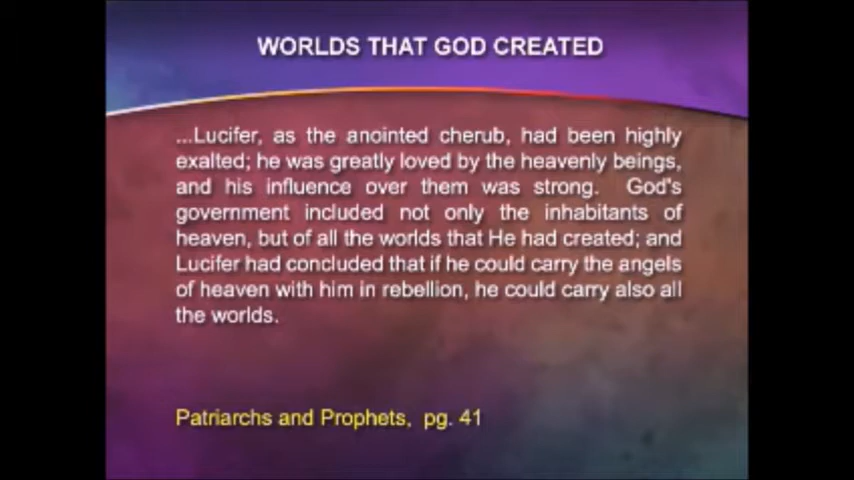 WORLDS THAT GOD CREATED
...Lucifer, as the anointed cherub, had been highly
exalted; he was greatly loved by the heavenly beings,
and his influence over them was strong. God's
government included not only the inhabitants of
heaven, but of all the worlds that He had created; and
Lucifer had concluded that if he could carry the angels
of heaven with him in rebellion, he could carry also all
the worlds.
Patriarchs and Prophets, pg. 41